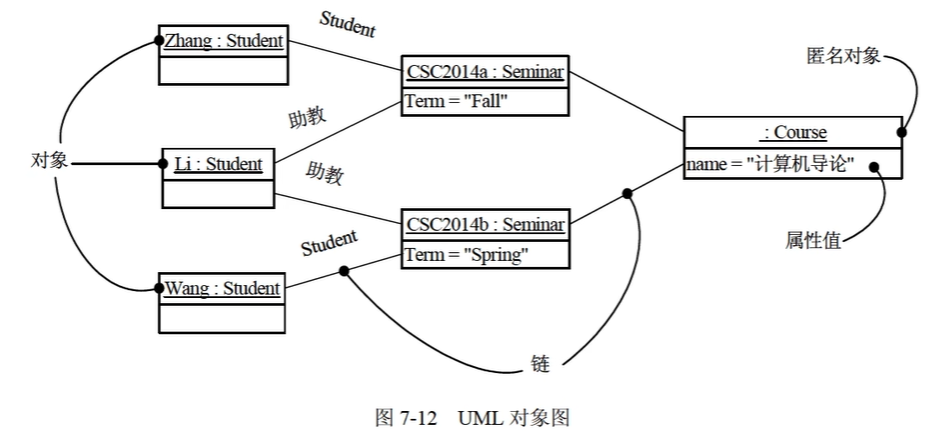 Student
Zhang : Student
CSC2014a : Seminar
Term = "Fall"
匿名对象
助教
: Course
name = "计算机导论"
对象
Li : Student
助教
CSC2014b : Seminar
Term = "Spring"
属性值
Student
Wang : Student
链
图 7-12 UML 对象图